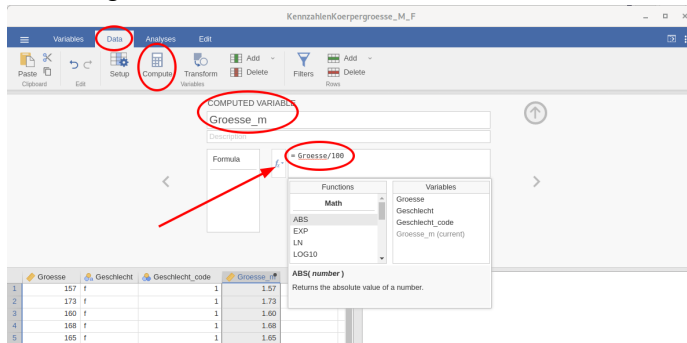 KennzahlenKoerpergroesse_M_F
Variables Data Analyses Edit
Paste
Clipboard
Edit
Setup
Compute
Transform
Add
Delete
Variables
Filters
Add
Delete
Rows
COMPUTED VARIABLE
Groesse_m
Description
Formula
fx
= Groesse/100
Functions
Math
ABS
EXP
LN
LOG10
Variables
Groesse
Geschlecht
Geschlecht_code
Groesse_m (current)
ABS( number )
Returns the absolute value of a number.
Groesse Geschlecht Geschlecht_code Groesse_m
1 157 f 1 1.57
2 173 f 1 1.73
3 160 f 1 1.60
4 168 f 1 1.68
5 165 f 1 1.65